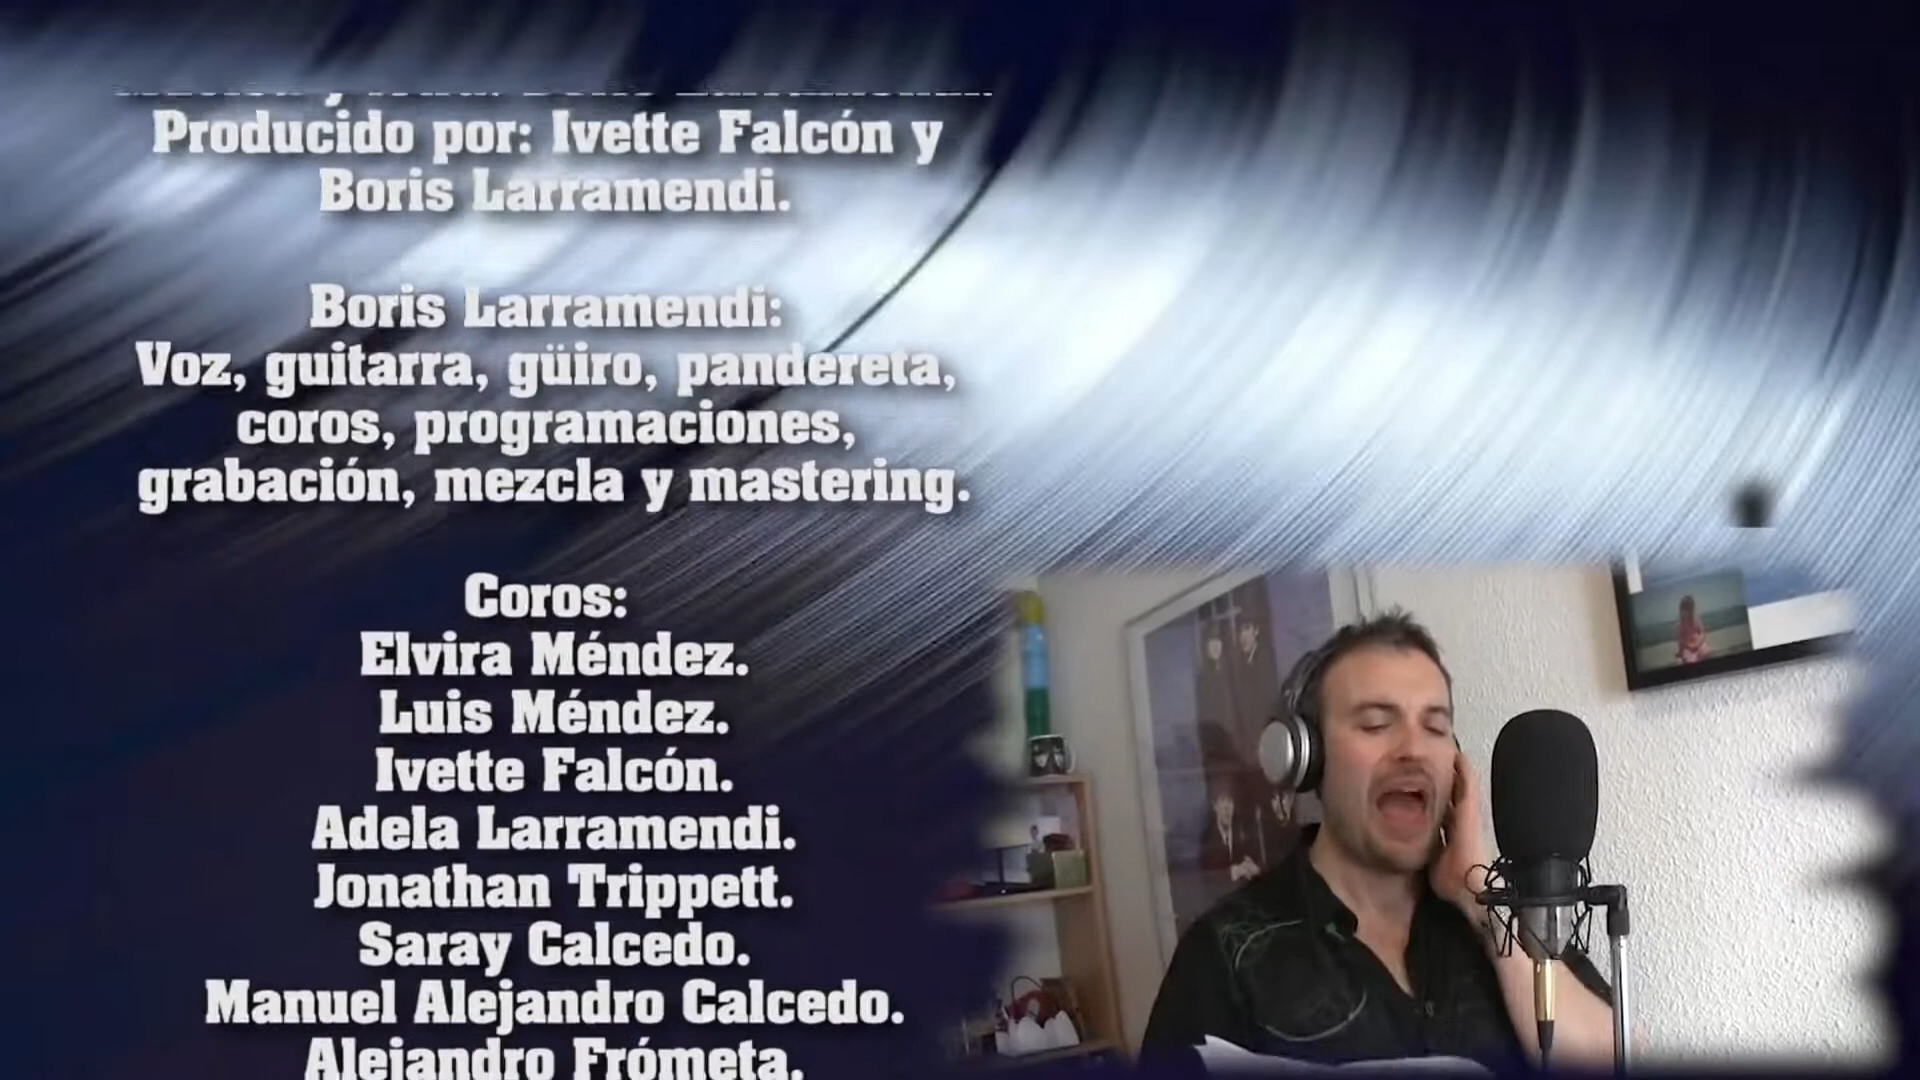 Producido por: Ivette Falcón y
Boris Larramendi.
Boris Larramendi:
Voz, guitarra, güiro, pandereta,
coros, programaciones,
grabación, mezcla y mastering.
Coros:
Elvira Méndez.
Luis Méndez.
Ivette Falcón.
Adela Larramendi.
Jonathan Trippett.
Saray Calcedo.
Manuel Alejandro Calcedo.
Alejandro Frómeta.